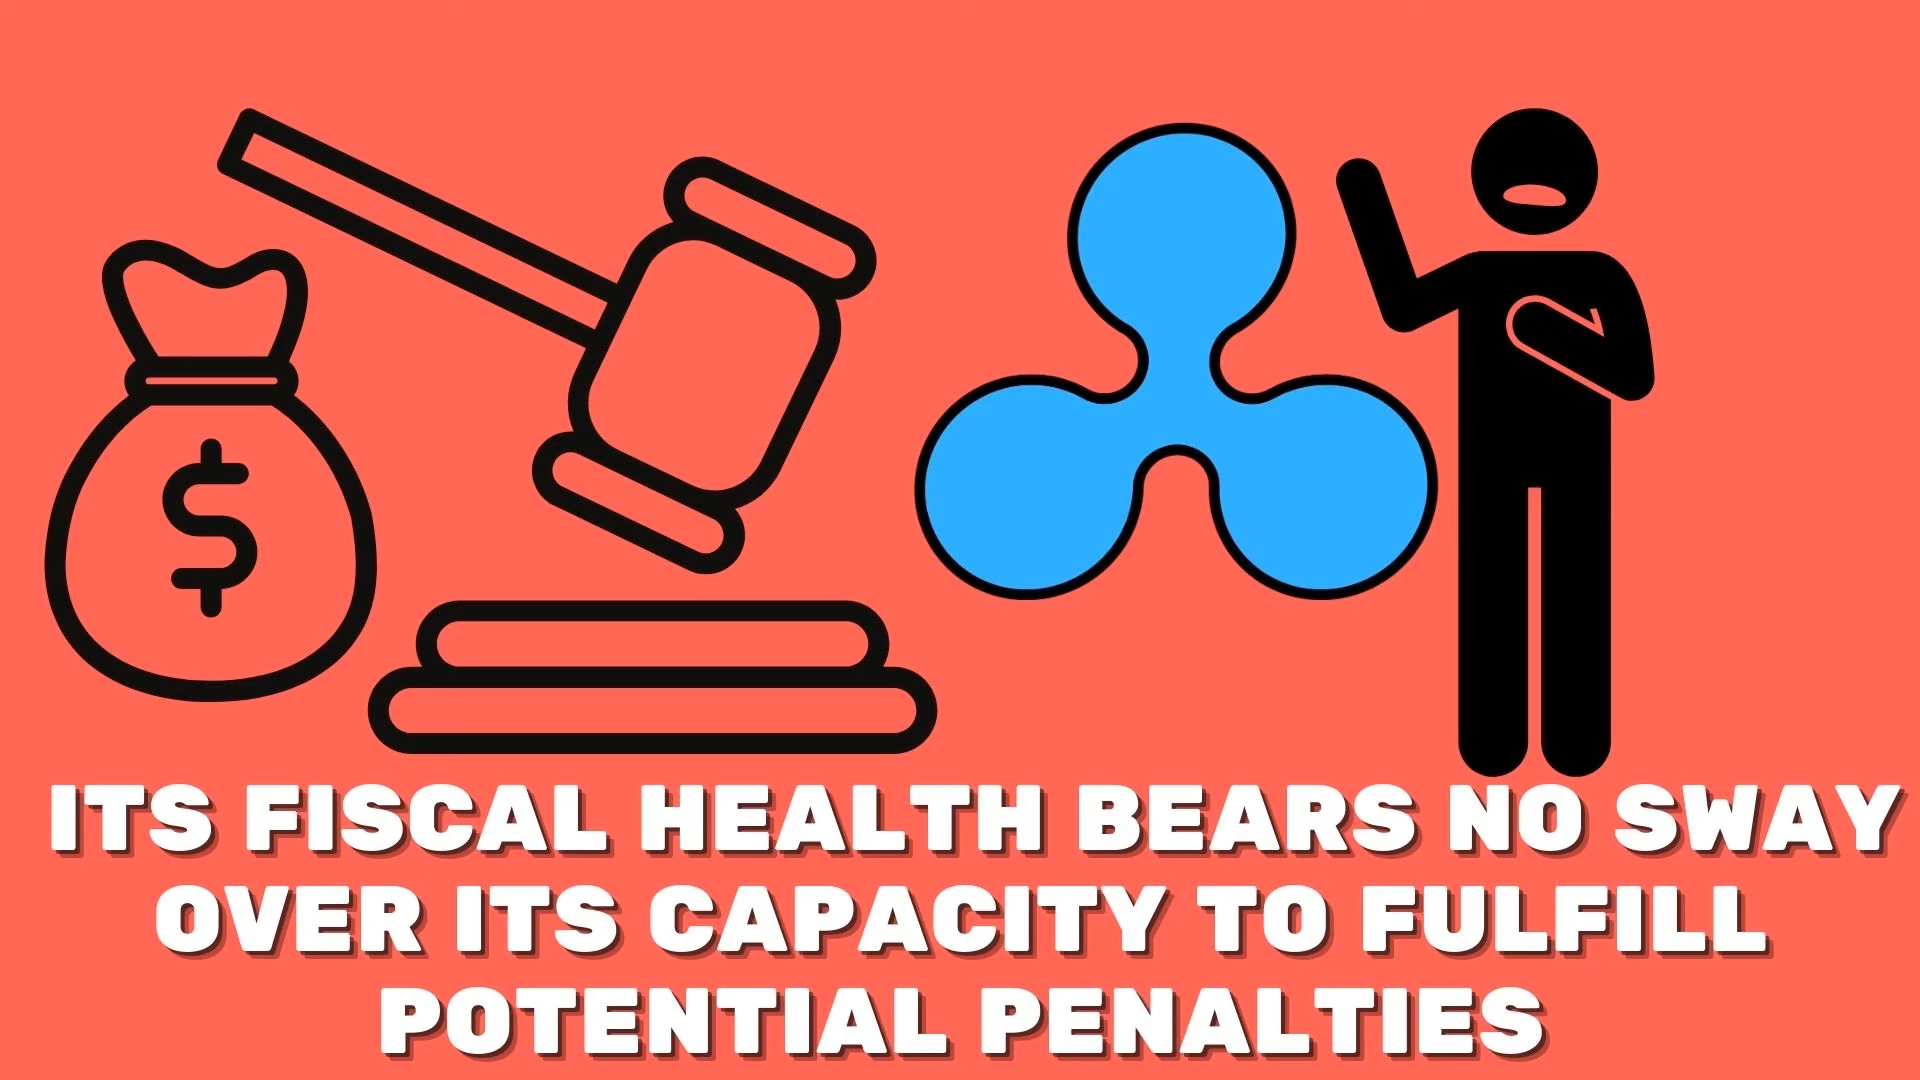 $
ITS FISCAL HEALTH BEARS NO SWAY
OVER ITS CAPACITY TO FULFILL
POTENTIAL PENALTIES